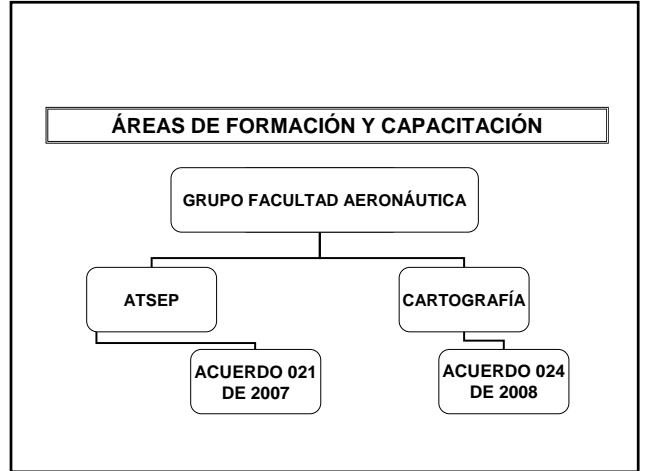 ÁREAS DE FORMACIÓN Y CAPACITACIÓN
GRUPO FACULTAD AERONÁUTICA
ATSEP
CARTOGRAFÍA
ACUERDO 021
DE 2007
ACUERDO 024
DE 2008